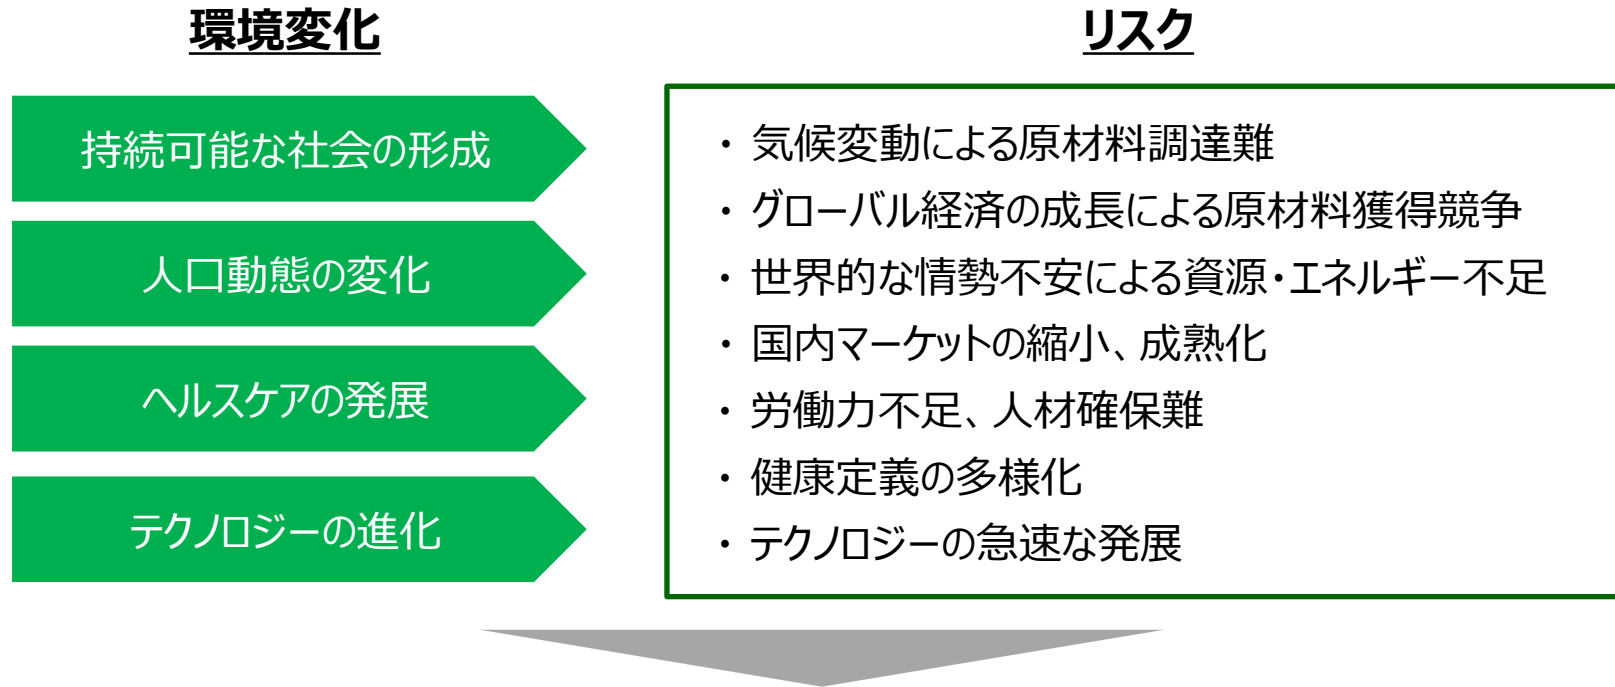 環境変化
持続可能な社会の形成
人口動態の変化
ヘルスケアの発展
テクノロジーの進化
リスク
・ 気候変動による原材料調達難
・ グローバル経済の成長による原材料獲得競争
・ 世界的な情勢不安による資源・エネルギー不足
・ 国内マーケットの縮小、成熟化
・ 労働力不足、人材確保難
・ 健康定義の多様化
・ テクノロジーの急速な発展